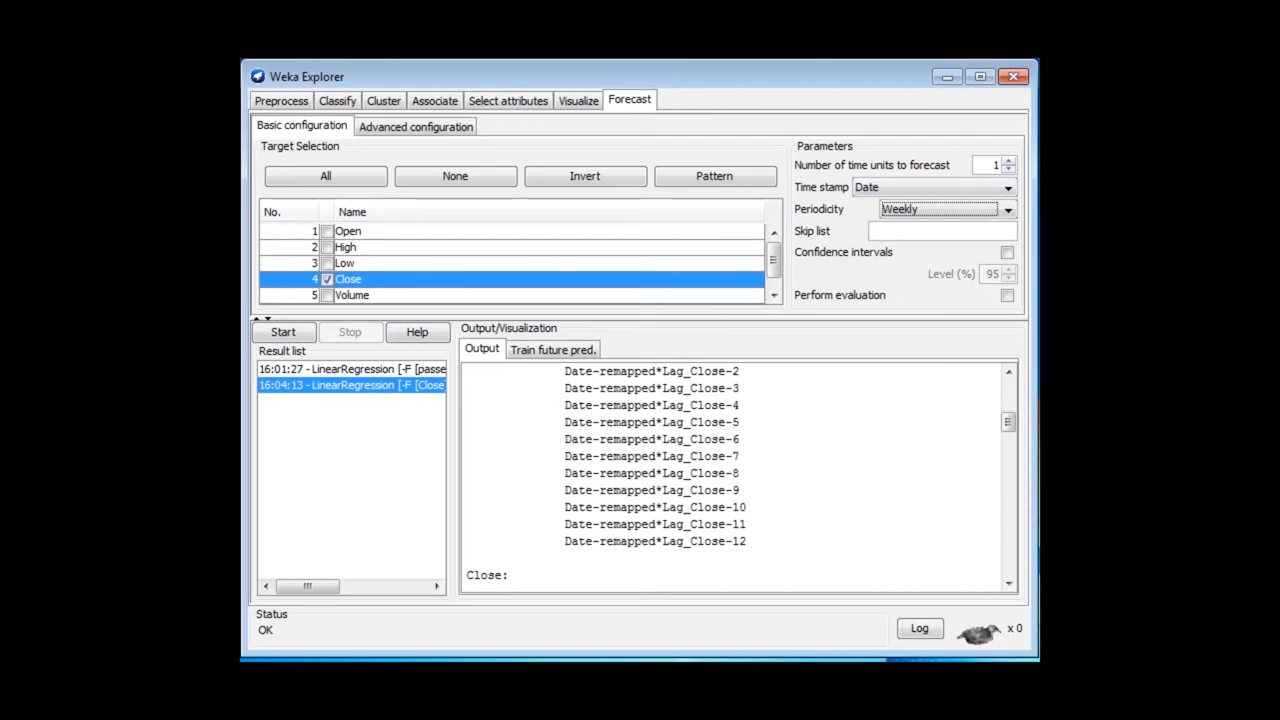 Weka Explorer
Preprocess Classify Cluster Associate Select attributes Visualize Forecast
Basic configuration Advanced configuration
Target Selection
All None Invert Pattern
No. Name
1 Open
2 High
3 Low
4 Close
5 Volume
Parameters
Number of time units to forecast 1
Time stamp Date
Periodicity Weekly
Skip list
Confidence intervals
Level (%) 95
Perform evaluation
Start Stop Help
Result list
16:01:27 - LinearRegression [-F [passe
16:04:13 - LinearRegression [-F [Close
Output/Visualization
Output Train future pred.
Date-remapped*Lag_Close-2
Date-remapped*Lag_Close-3
Date-remapped*Lag_Close-4
Date-remapped*Lag_Close-5
Date-remapped*Lag_Close-6
Date-remapped*Lag_Close-7
Date-remapped*Lag_Close-8
Date-remapped*Lag_Close-9
Date-remapped*Lag_Close-10
Date-remapped*Lag_Close-11
Date-remapped*Lag_Close-12
Close:
Status
OK
Log x 0